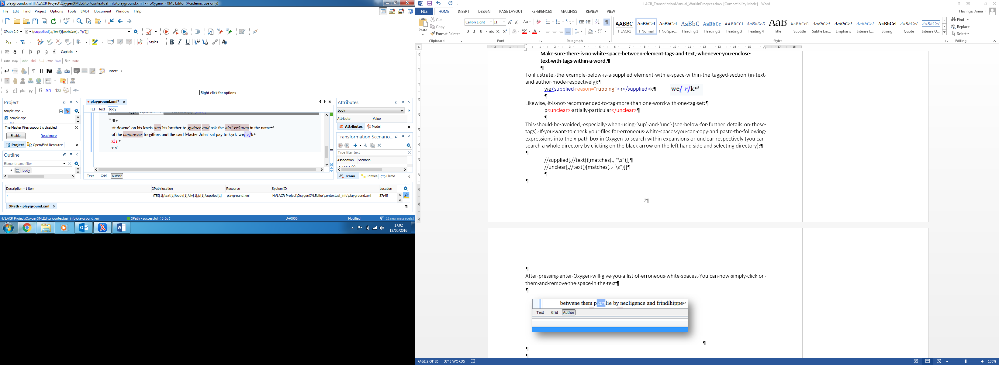 playground.xml [H:\LACR Project\OxygenXMLEditor\contextual_info\playground.xml] - <oXygen/> XML Editor (Academic use only)
File Edit Find Project Options Tools EMST Document Window Help
XPath 2.0 //supplied[.//text()[matches(., "\s")]]
Styles B I U
æ ð ſ þ ƿ ȝ £ Capitals
abbr exp add del [...] unc [sup] for note
¶ H fw Insert
s cl phr w !? [!?] 123
Right click for options
Project
sample.xpr
sample.xpr
The Master Files support is disabled
Enable Read more
Project Open/Find Resource
Outline
Element name filter
body
playground.xml*
TEI text body
¶
sit downe' on his kneis and his bruther to gydder and ask the alderman in the name
of the comownis forgiffnes and the said Master John' sal pay to kyrk we[ r]k
xl s'
x s'
Text Grid Author
Attributes
body
Attribute Value
Attributes Model
Transformation Scenario...
Type filter text
Association Scenario
EMST (1)
Trans.. Entities Eleme..
Description - 1 item XPath location Resource System ID Location
r /TEI[1]/text[1]/body[1]/div[1]/p[1]/supplied[1] playground.xml H:\LACR Project\OxygenXMLEditor\contextual_info\playground.xml 57:45
XPath - playground.xml
H:\LACR Project\OxygenXMLEditor\contextual_info\playground.xml XPath - successful (0.0s) U+0000 Modified 11 new message(s)
17:02
12/05/2016
LACR_TranscriptionManual_WorkInProgress.docx [Compatibility Mode] - Word
FILE HOME INSERT DESIGN PAGE LAYOUT REFERENCES MAILINGS REVIEW VIEW
Havinga, Anna
Paste Cut
Copy
Format Painter
Clipboard
Calibri Light 11
Font
Paragraph
¶ LACR1 ¶ Normal ¶ No Spac... Heading 1 Heading 2 Heading 3 Heading 4 Title Subtitle Subtle Em... Emphasis Intense E... Strong Quote Intense Q...
Styles
Find
Replace
Select
Editing
Make sure there is no white space between element tags and text, whenever you enclose
text with tags within a word.¶
¶
To illustrate, the example below is a supplied element with a space within the tagged section (in text
and author mode respectively):¶
we<supplied reason="rubbing"> r</supplied>k¶ we[ r]k
¶
Likewise, it is not recommended to tag more than one word with one tag set:¶
p<unclear> artially particular</unclear>¶
¶
This should be avoided, especially when using ‘sup’ and ‘unc’ (see below for further details on these
tags). If you want to check your files for erroneous white spaces you can copy and paste the following
expressions into the x-path box in Oxygen to search within expansions or unclear respectively (you can
search a whole directory by clicking on the black arrow on the left hand side and selecting directory):¶
¶
//supplied[.//text()[matches(., "\s")]]¶
//unclear[.//text()[matches(., "\s")]]¶
¶
¶
2¶
¶
After pressing enter Oxygen will give you a list of erroneous white spaces. You can now simply click on
them and remove the space in the text¶
¶
betwene them p artlie by necligence and frindſhippe
Text Grid Author
¶
¶
¶
PAGE 2 OF 20 3745 WORDS 130%